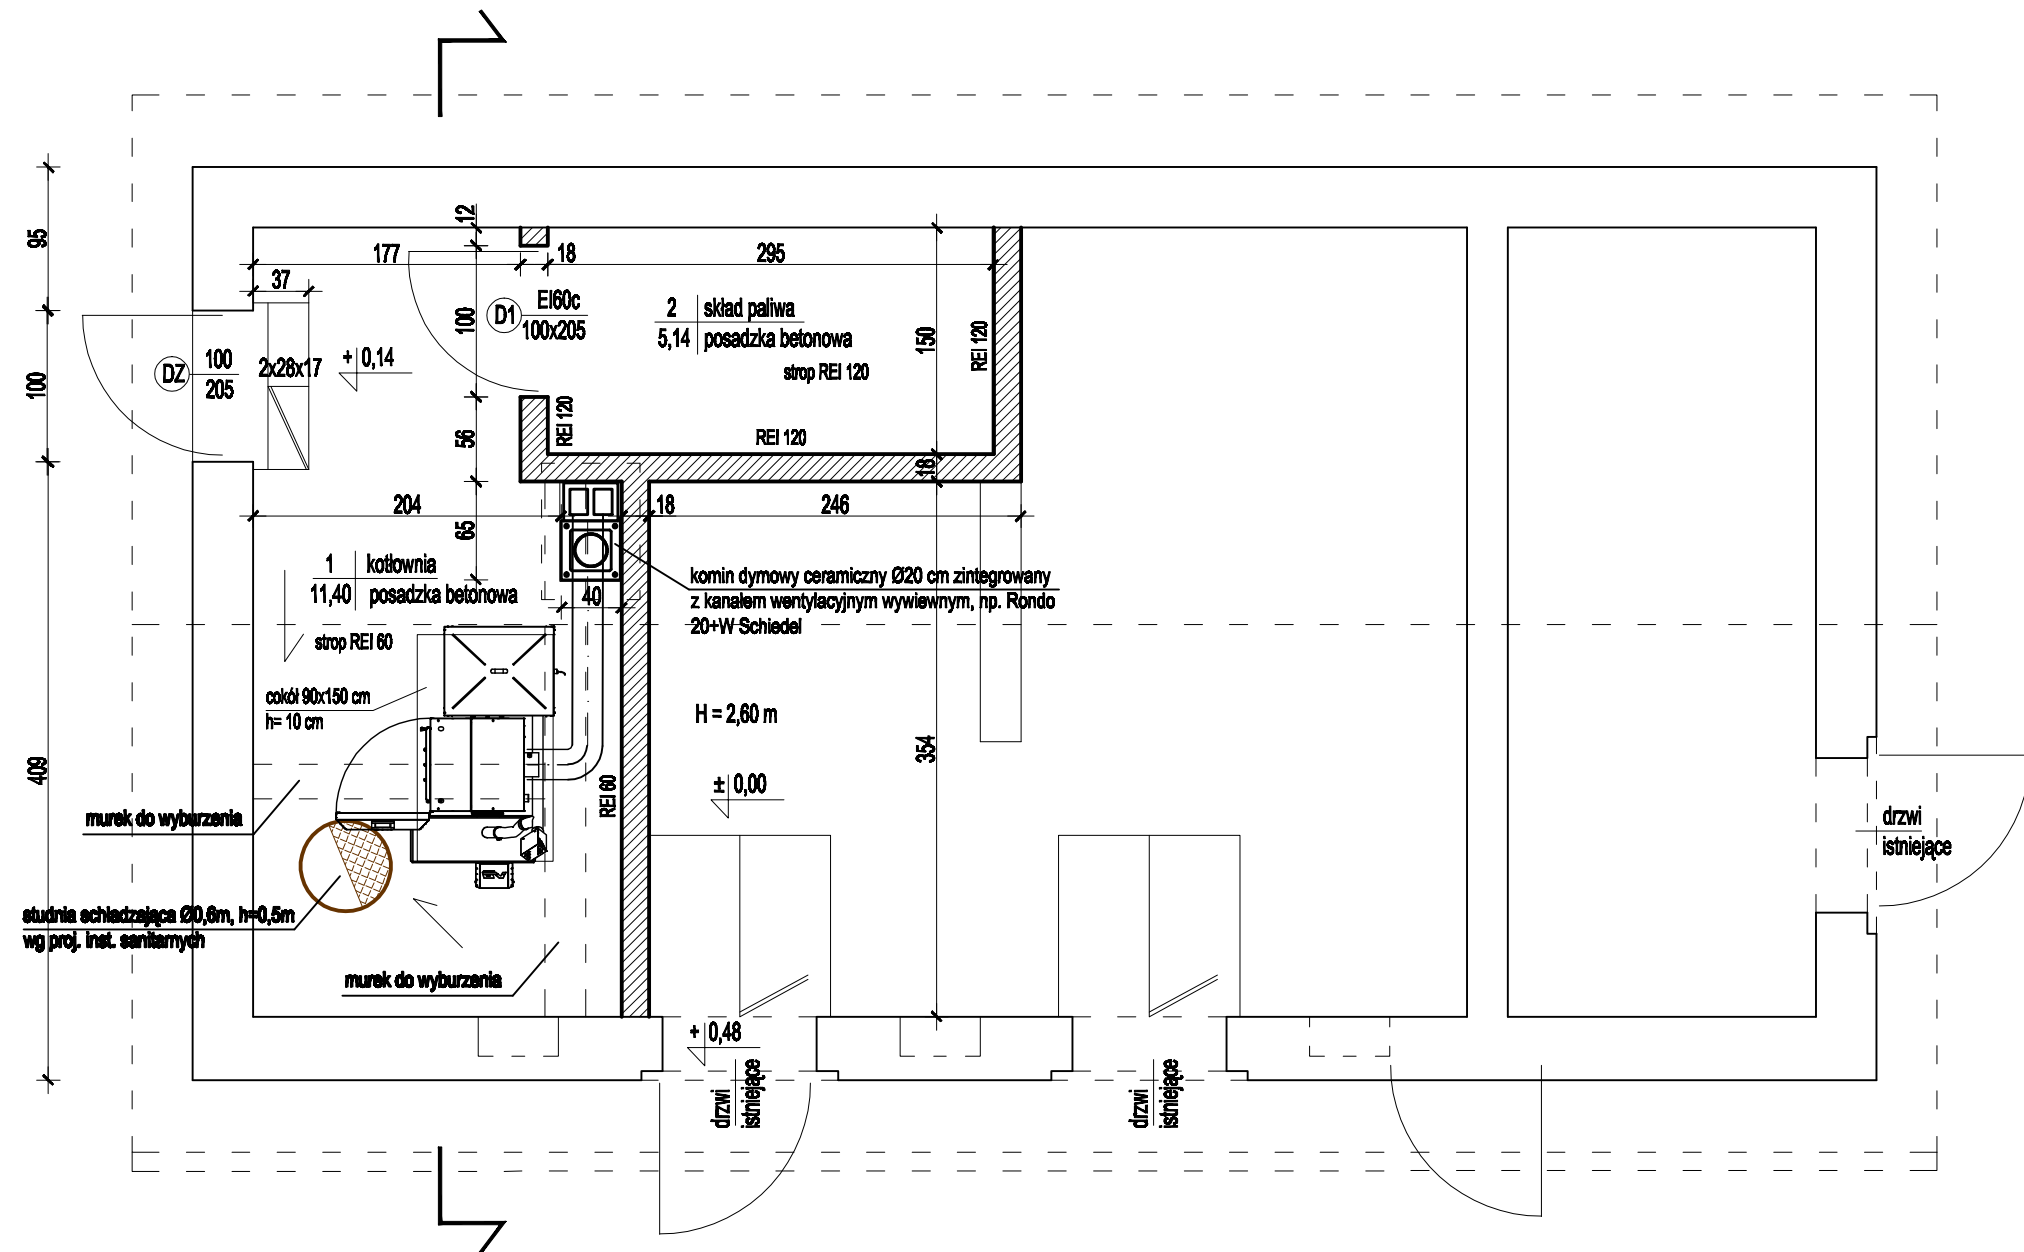 12
177
18
295
37
95
100
D1
EI60c
100x205
2
skład paliwa
5,14
posadzka betonowa
150
REI 120
strop REI 120
DZ
100
205
2x28x17
+ 0,14
100
56
REI 120
REI 120
18
204
65
18
246
1
kotłownia
11,40
posadzka betonowa
40
komin dymowy ceramiczny Ø20 cm zintegrowany
z kanałem wentylacyjnym wywiewnym, np. Rondo
20+W Schiedel
strop REI 60
cokół 90x150 cm
h= 10 cm
H = 2,60 m
409
354
± 0,00
REI 60
murek do wyburzenia
drzwi
istniejące
studnia schładzająca Ø0,6m, h=0,5m
wg proj. inst. sanitarnych
murek do wyburzenia
+ 0,48
drzwi
istniejące
drzwi
istniejące